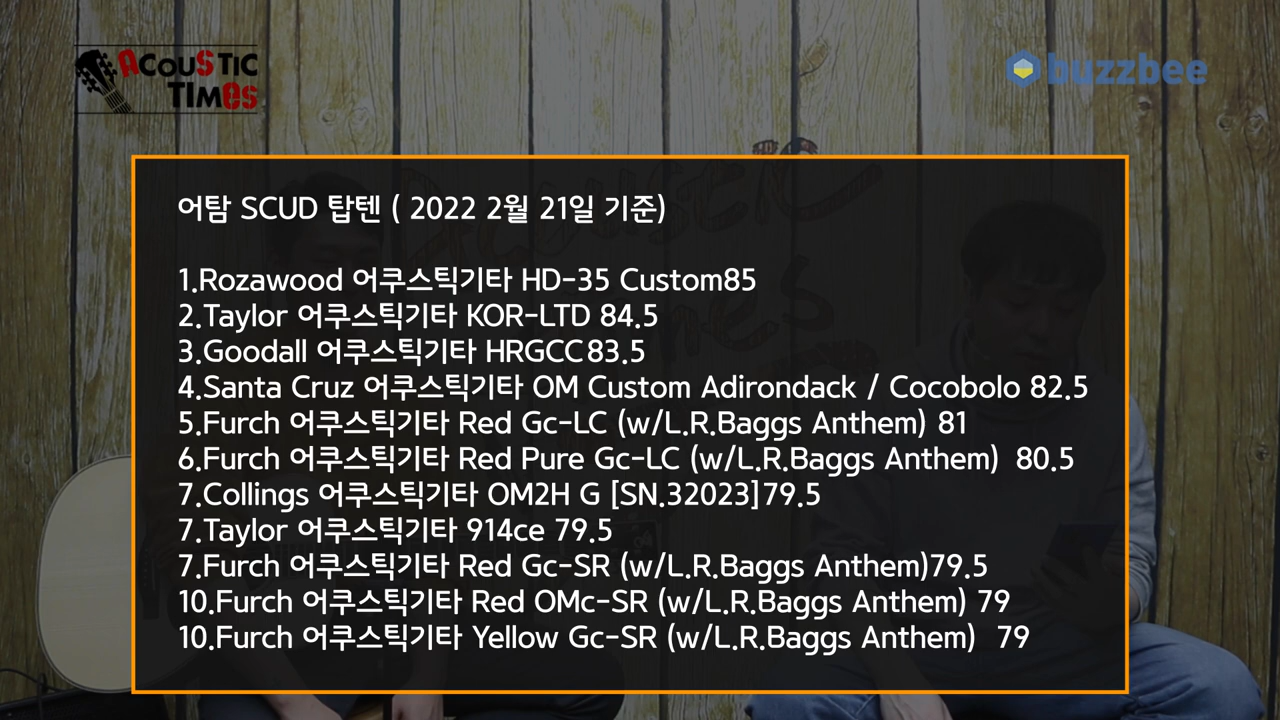 ACOUSTIC
TIMES
buzzbee
어탐 SCUD 탑텐 ( 2022 2월 21일 기준)
1.Rozawood 어쿠스틱기타 HD-35 Custom85
2.Taylor 어쿠스틱기타 KOR-LTD 84.5
3.Goodall 어쿠스틱기타 HRGCC83.5
4.Santa Cruz 어쿠스틱기타 OM Custom Adirondack / Cocobolo 82.5
5.Furch 어쿠스틱기타 Red Gc-LC (w/L.R.Baggs Anthem) 81
6.Furch 어쿠스틱기타 Red Pure Gc-LC (w/L.R.Baggs Anthem)  80.5
7.Collings 어쿠스틱기타 OM2H G [SN.32023]79.5
7.Taylor 어쿠스틱기타 914ce 79.5
7.Furch 어쿠스틱기타 Red Gc-SR (w/L.R.Baggs Anthem)79.5
10.Furch 어쿠스틱기타 Red OMc-SR (w/L.R.Baggs Anthem) 79
10.Furch 어쿠스틱기타 Yellow Gc-SR (w/L.R.Baggs Anthem)  79